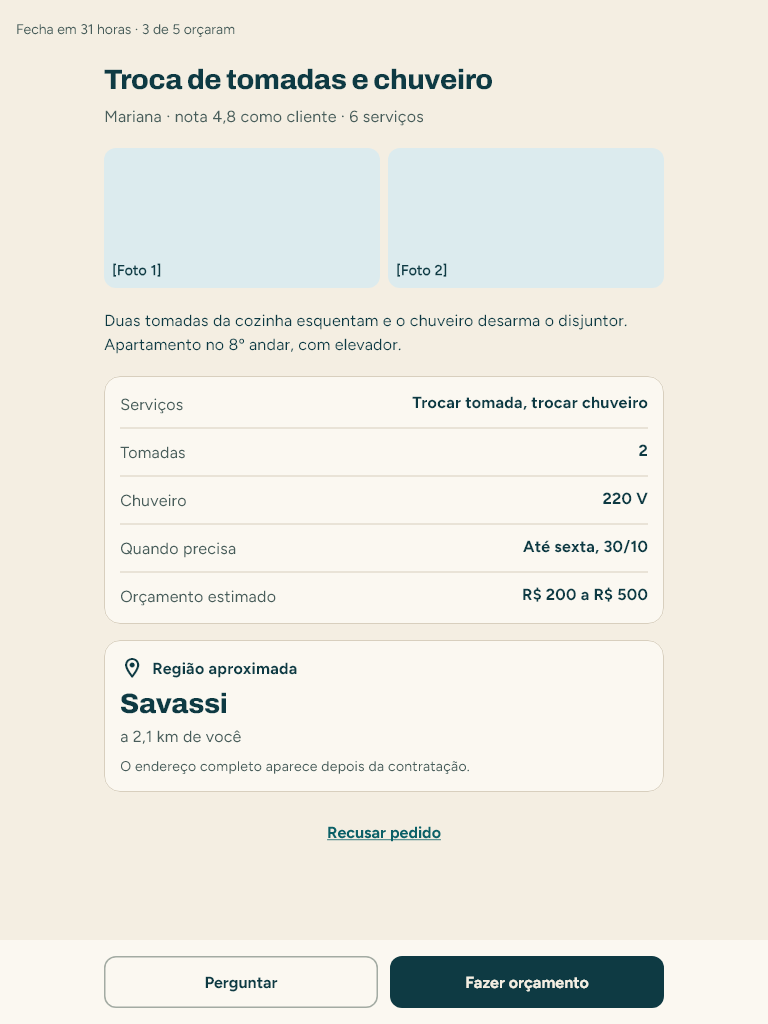 Fecha em 31 horas · 3 de 5 orçaram
Troca de tomadas e chuveiro
Mariana · nota 4,8 como cliente · 6 serviços
[Foto 1]
[Foto 2]
Duas tomadas da cozinha esquentam e o chuveiro desarma o disjuntor.
Apartamento no 8º andar, com elevador.
Serviços
Trocar tomada, trocar chuveiro
Tomadas
2
Chuveiro
220 V
Quando precisa
Até sexta, 30/10
Orçamento estimado
R$ 200 a R$ 500
Região aproximada
Savassi
a 2,1 km de você
O endereço completo aparece depois da contratação.
Recusar pedido
Perguntar
Fazer orçamento